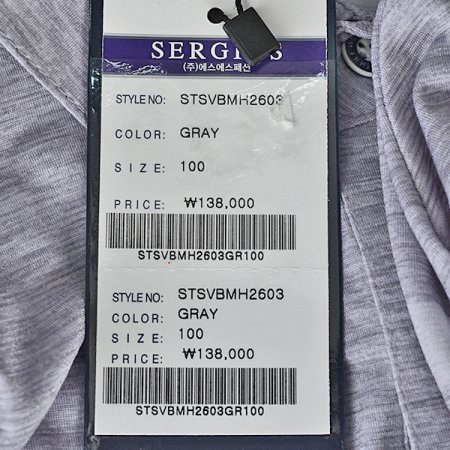 (주)에스에스패션
STYLE NO: STSVBMH2603
COLOR: GRAY
SIZE: 100
PRICE: ₩138,000
STSVBMH2603GR100
STYLE NO: STSVBMH2603
COLOR: GRAY
SIZE: 100
PRICE: ₩138,000
STSVBMH2603GR100